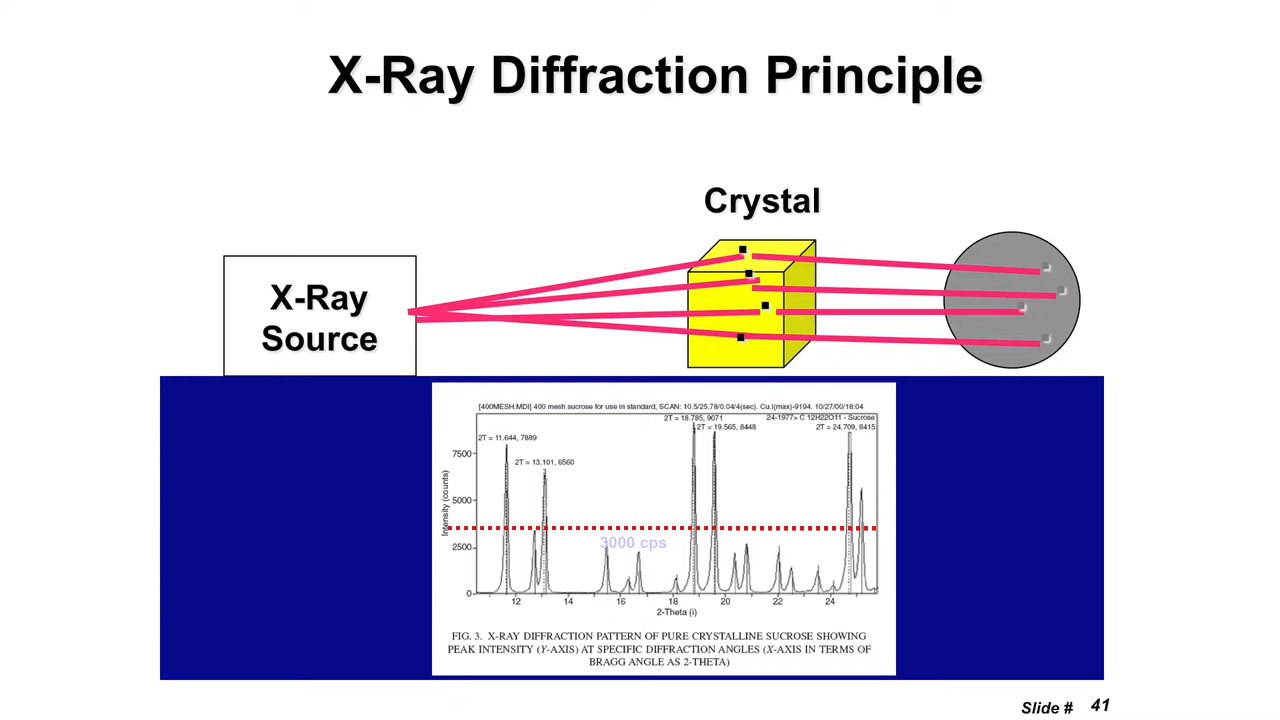 X-Ray Diffraction Principle
Crystal
X-Ray
Source
[400MESH.MDI] 400 mesh sucrose for use in standard, SCAN: 10.5/25.78/0.04/4(sec). Cu.I(max)-9194. 10/27/00/18:04
2T = 18.785, 9071
24-1977> C 12H22O11 - Sucrose
2T = 19.565, 8448
2T = 24.709, 8415
2T = 11.644, 7889
2T = 13.101, 6560
Intensity (counts)
7500
5000
2500
0
3000 cps
12 14 16 18 20 22 24
2-Theta (i)
FIG. 3. X-RAY DIFFRACTION PATTERN OF PURE CRYSTALLINE SUCROSE SHOWING
PEAK INTENSITY (Y-AXIS) AT SPECIFIC DIFFRACTION ANGLES (X-AXIS IN TERMS OF
BRAGG ANGLE AS 2-THETA)
Slide # 41